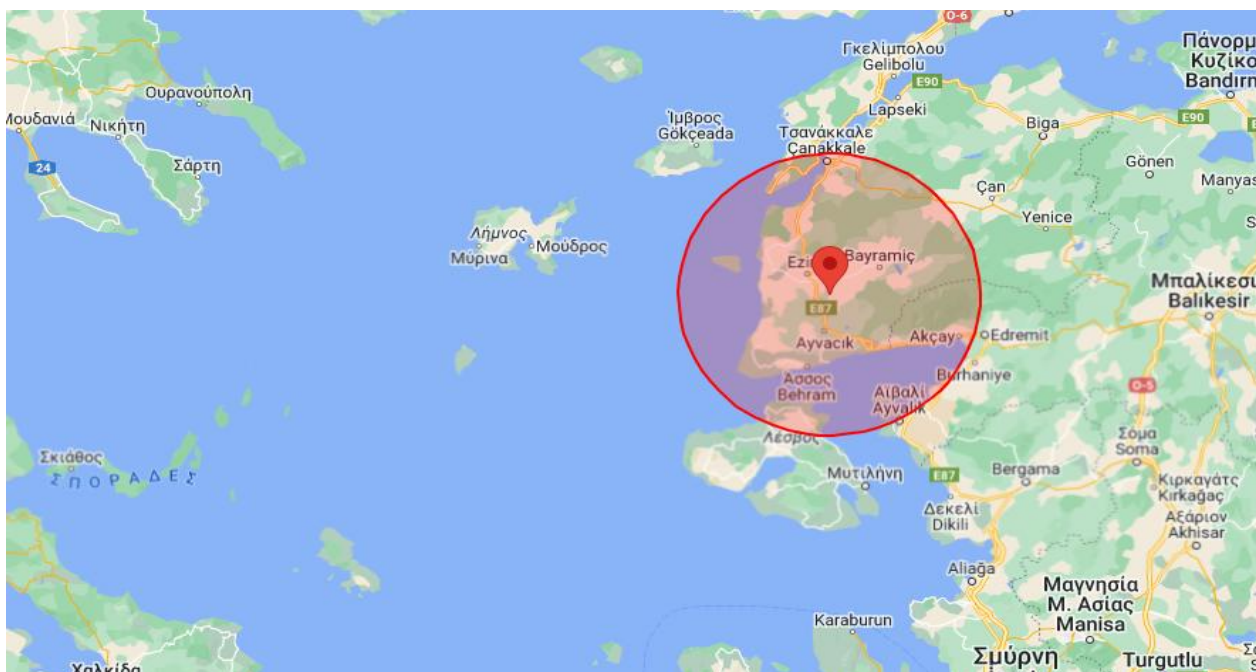 O-6
Γκελίμπολου
Gelibolu
Πάνορμ
Κυζίκο
Bandırm
Ουρανούπολη
E90
Lapseki
Μουδανιά
Νικήτη
Ίμβρος
Gökçeada
Τσανάκκαλε
Çanakkale
Biga
E90
24
Σάρτη
Gönen
Çan
Manyas
Yenice
Λήμνος
Μούδρος
Μύρινα
Bayramiç
Μπαλίκεσι
Balıkesir
E87
Ayvacık
Akçay
Edremit
Άσσος
Behram
Burhaniye
O-5
Αϊβαλί
Ayvalık
Λέσβος
Σκιάθος
ΣΠΟΡΑΔΕΣ
Μυτιλήνη
E87
Bergama
Σόμα
Soma
Κιρκαγάτς
Kırkağaç
Δεκελί
Dikili
Αξάριον
Akhisar
Aliağa
Μαγνησία
Μ. Ασίας
Manisa
Karaburun
Σμύρνη
Turgutlu
Χαλκίδα